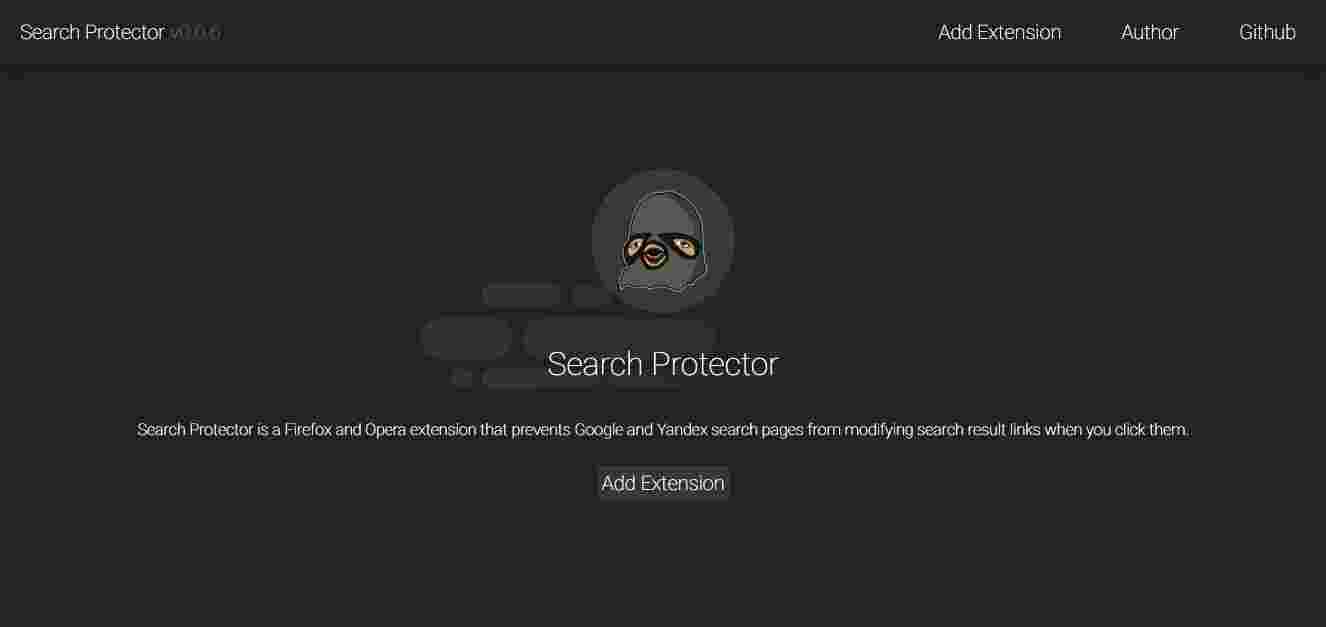 Search Protector v0.0.6
Add Extension
Author
Github
Search Protector
Search Protector is a Firefox and Opera extension that prevents Google and Yandex search pages from modifying search result links when you click them.
Add Extension